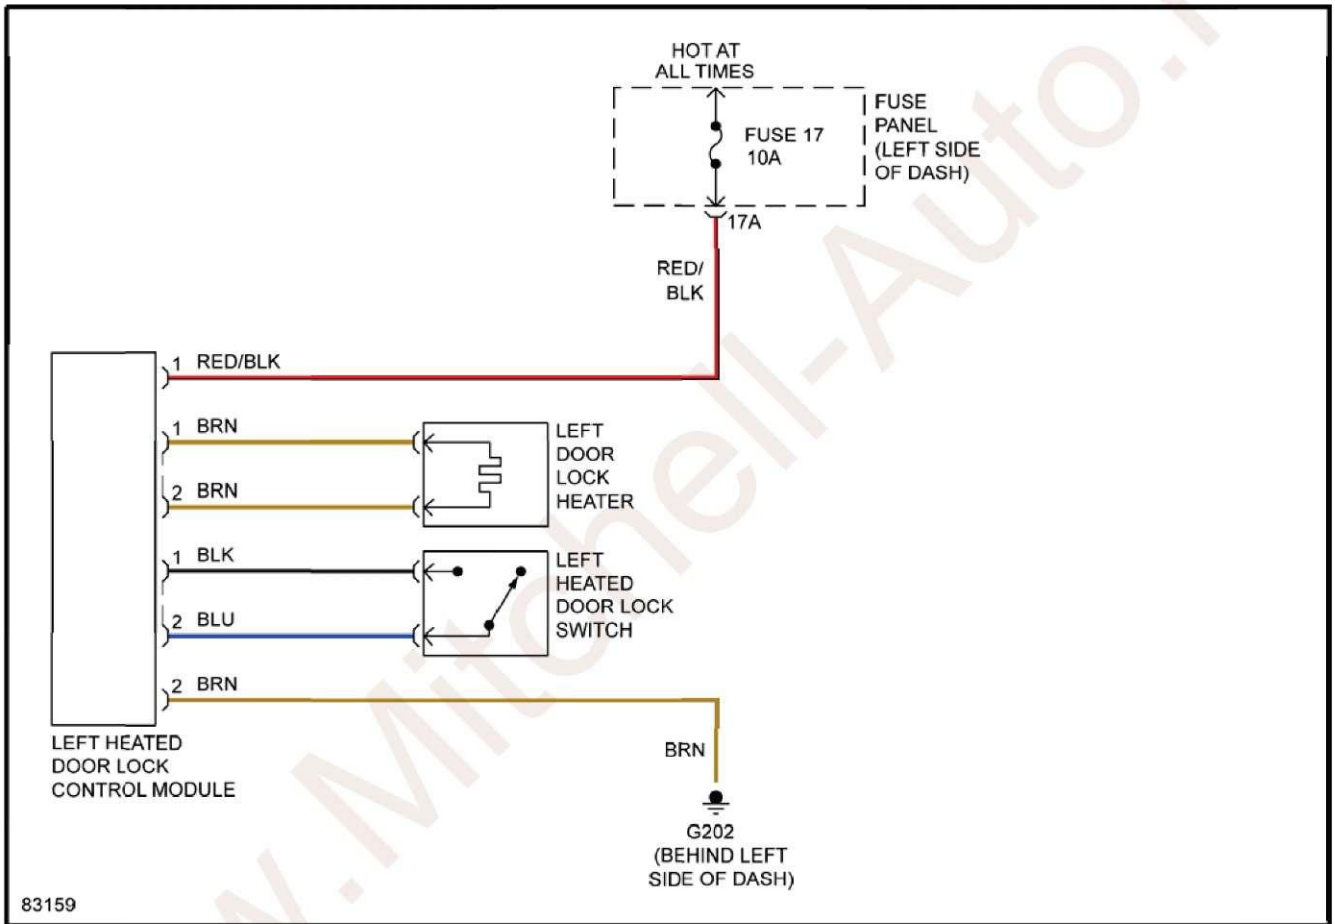 HOT AT
ALL TIMES
FUSE 17
10A
FUSE
PANEL
(LEFT SIDE
OF DASH)
17A
RED/
BLK
1 RED/BLK
1 BRN
2 BRN
LEFT
DOOR
LOCK
HEATER
1 BLK
2 BLU
LEFT
HEATED
DOOR LOCK
SWITCH
2 BRN
LEFT HEATED
DOOR LOCK
CONTROL MODULE
BRN
G202
(BEHIND LEFT
SIDE OF DASH)
83159
w.Mitchell-Auto.